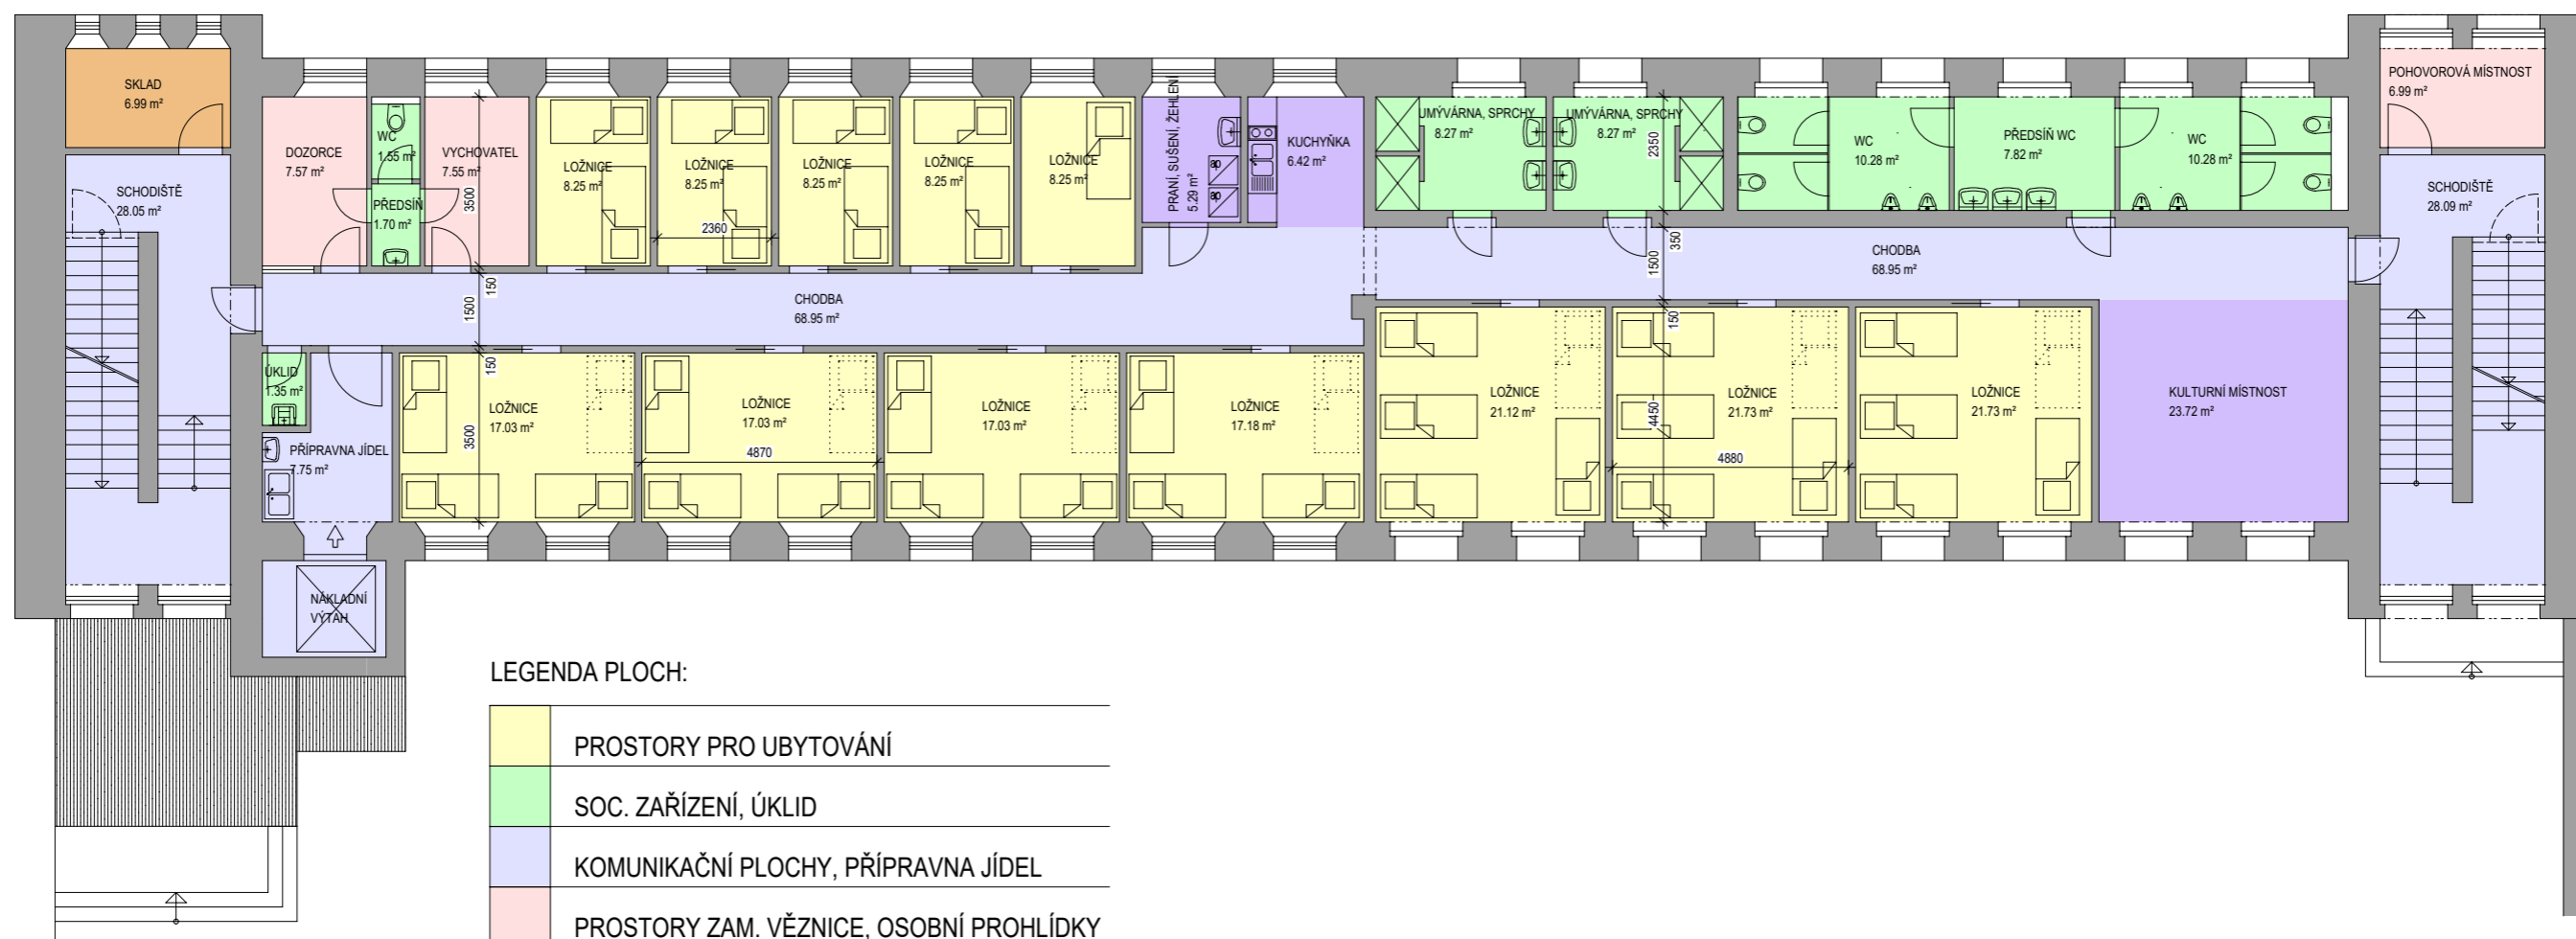 SKLAD
6.99 m²
POHOVOROVÁ MÍSTNOST
6.99 m²
SCHODIŠTĚ
28.05 m²
DOZORCE
7.57 m²
WC
1.55 m²
PŘEDSÍŇ
1.70 m²
VYCHOVATEL
7.55 m²
3500
LOŽNICE
8.25 m²
LOŽNICE
8.25 m²
2360
LOŽNICE
8.25 m²
LOŽNICE
8.25 m²
LOŽNICE
8.25 m²
PRANÍ, SUŠENÍ, ŽEHLENÍ
5.29 m²
KUCHYŇKA
6.42 m²
UMÝVÁRNA, SPRCHY
8.27 m²
UMÝVÁRNA, SPRCHY
8.27 m²
2350
WC
10.28 m²
PŘEDSÍŇ WC
7.82 m²
WC
10.28 m²
SCHODIŠTĚ
28.09 m²
150
1500
150
CHODBA
68.95 m²
350
1500
150
CHODBA
68.95 m²
ÚKLID
1.35 m²
PŘÍPRAVNA JÍDEL
7.75 m²
LOŽNICE
17.03 m²
3500
LOŽNICE
17.03 m²
4870
LOŽNICE
17.03 m²
LOŽNICE
17.18 m²
LOŽNICE
21.12 m²
LOŽNICE
21.73 m²
4450
4880
LOŽNICE
21.73 m²
KULTURNÍ MÍSTNOST
23.72 m²
NÁKLADNÍ
VÝTAH
LEGENDA PLOCH:
PROSTORY PRO UBYTOVÁNÍ
SOC. ZAŘÍZENÍ, ÚKLID
KOMUNIKAČNÍ PLOCHY, PŘÍPRAVNA JÍDEL
PROSTORY ZAM. VĚZNICE, OSOBNÍ PROHLÍDKY